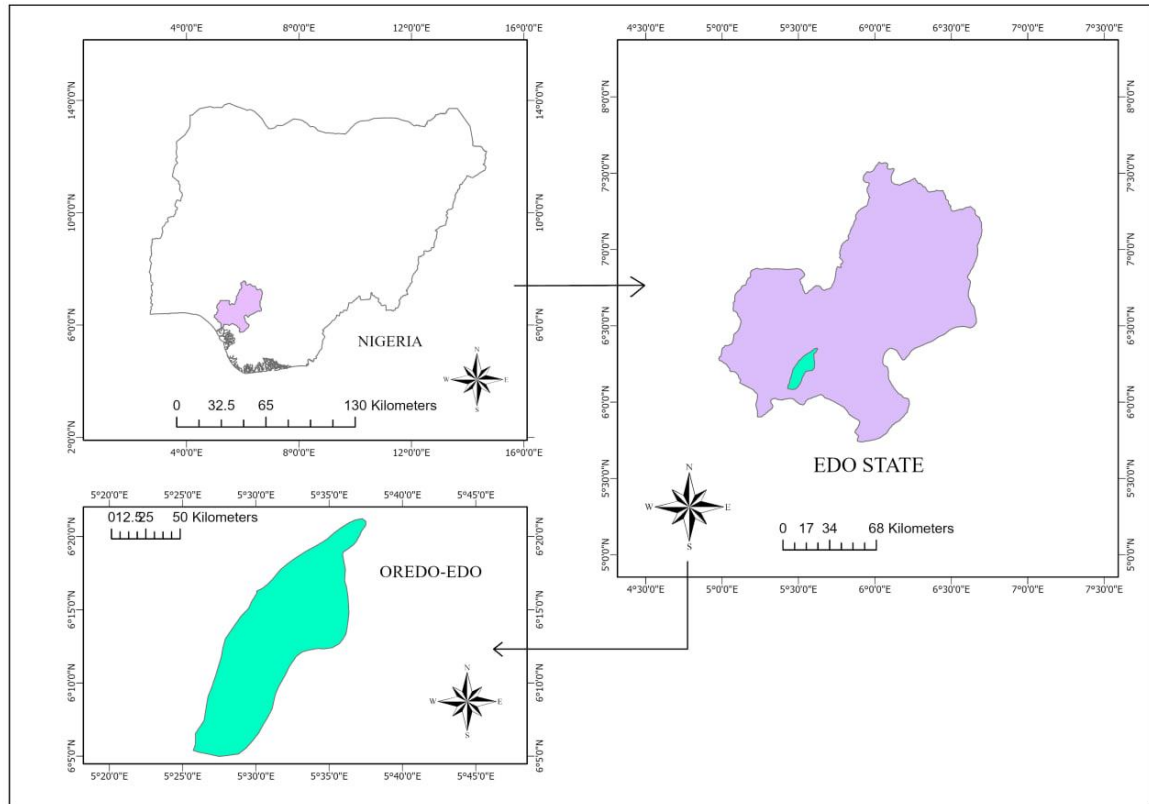 4°0'0"E 8°0'0"E 12°0'0"E 16°0'0"E
14°0'0"N 14°0'0"N
10°0'0"N 10°0'0"N
6°0'0"N 6°0'0"N
2°0'0"N 2°0'0"N
NIGERIA
N
W E
S
0 32.5 65 130 Kilometers
4°0'0"E 8°0'0"E 12°0'0"E 16°0'0"E
4°30'0"E 5°0'0"E 5°30'0"E 6°0'0"E 6°30'0"E 7°0'0"E 7°30'0"E
8°0'0"N 8°0'0"N
7°30'0"N 7°30'0"N
7°0'0"N 7°0'0"N
6°30'0"N 6°30'0"N
6°0'0"N 6°0'0"N
5°30'0"N 5°30'0"N
5°0'0"N 5°0'0"N
EDO STATE
N
W E
S
0 17 34 68 Kilometers
4°30'0"E 5°0'0"E 5°30'0"E 6°0'0"E 6°30'0"E 7°0'0"E 7°30'0"E
5°20'0"E 5°25'0"E 5°30'0"E 5°35'0"E 5°40'0"E 5°45'0"E
012.525 50 Kilometers
6°20'0"N 6°20'0"N
OREDO-EDO
6°15'0"N 6°15'0"N
6°10'0"N 6°10'0"N
N
W E
S
6°5'0"N 6°5'0"N
5°20'0"E 5°25'0"E 5°30'0"E 5°35'0"E 5°40'0"E 5°45'0"E